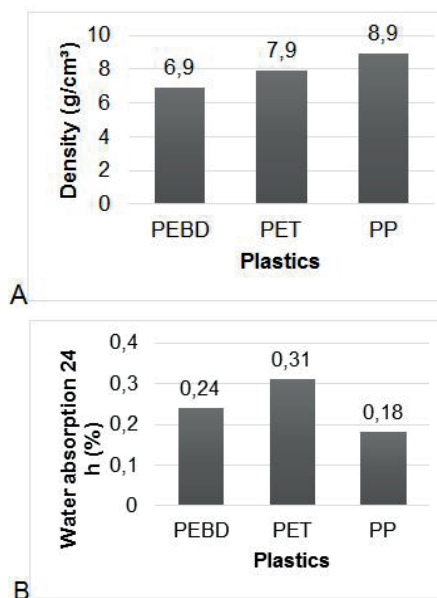 10
8
6
4
2
0
Density (g/cm³)
6,9
7,9
8,9
PEBD PET PP
Plastics
A
0,4
0,3
0,2
0,1
0
Water absorption 24
h (%)
0,24
0,31
0,18
PEBD PET PP
Plastics
B